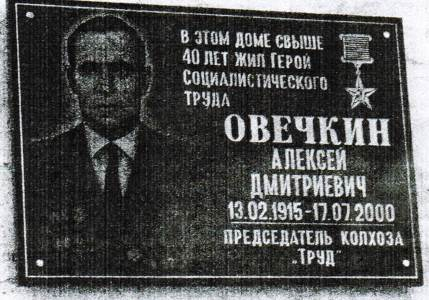 В ЭТОМ ДОМЕ СВЫШЕ
40 ЛЕТ ЖИЛ ГЕРОЙ
СОЦИАЛИСТИЧЕСКОГО
ТРУДА
ОВЕЧКИН
АЛЕКСЕЙ
ДМИТРИЕВИЧ
13.02.1915-17.07.2000
ПРЕДСЕДАТЕЛЬ КОЛХОЗА
„ТРУД"